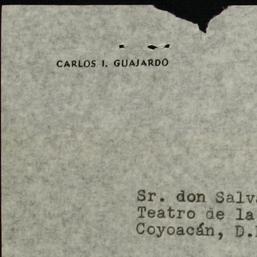 CARLOS I. GUAJARDO
Sr. don Salva
Teatro de la
Coyoacán, D.